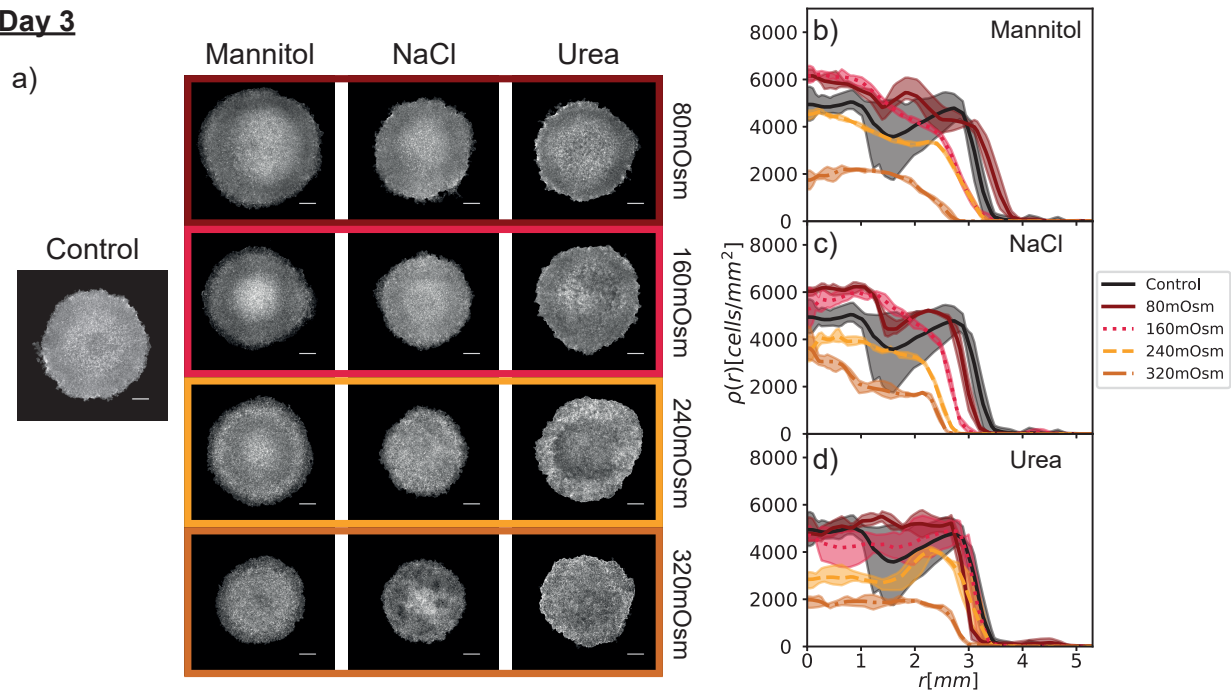 Day 3
a)
Mannitol NaCl Urea
Control
80mOsm
160mOsm
240mOsm
320mOsm
b) Mannitol
8000
6000
4000
2000
0
c) NaCl
8000
6000
4000
2000
0
ρ(r)[cells/mm²]
d) Urea
8000
6000
4000
2000
0
0 1 2 3 4 5
r[mm]
Control
80mOsm
160mOsm
240mOsm
320mOsm